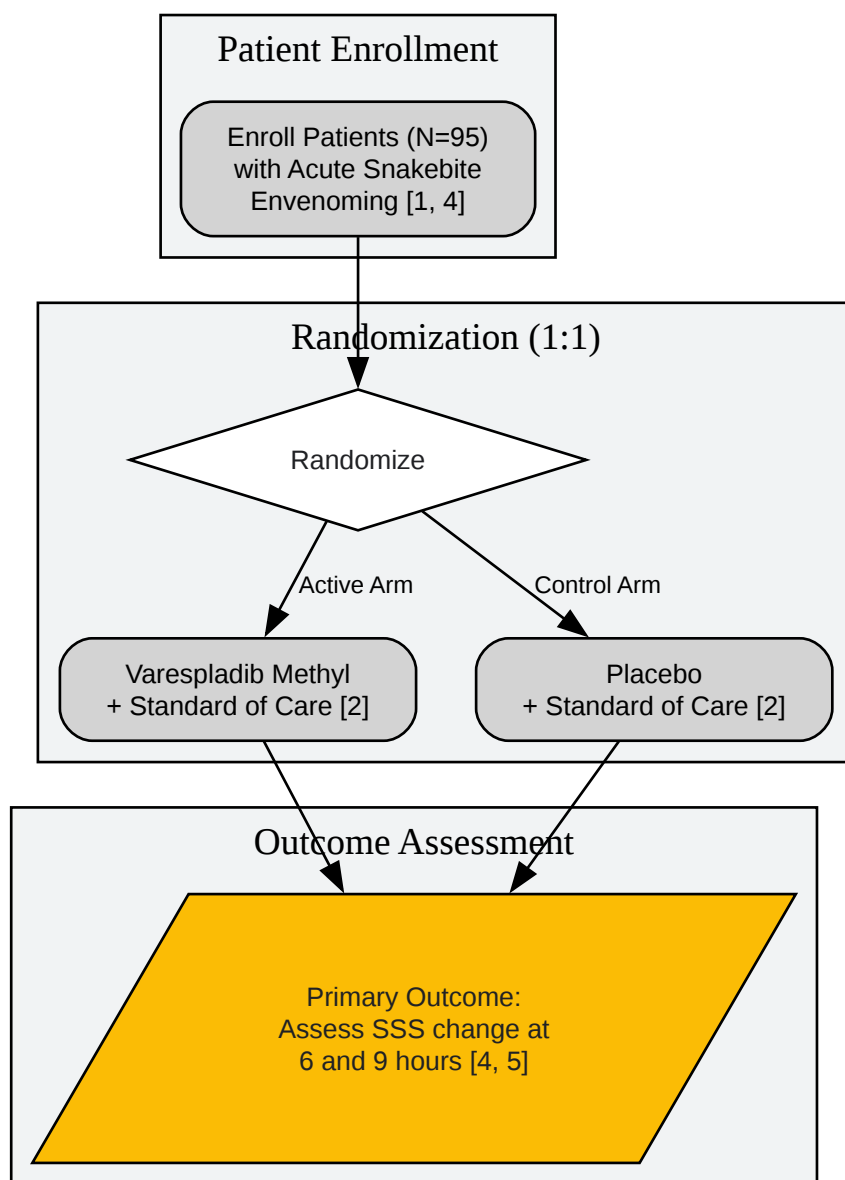 Patient Enrollment
Enroll Patients (N=95)
with Acute Snakebite
Envenoming [1, 4]
Randomization (1:1)
Randomize
Active Arm
Control Arm
Varespladib Methyl
+ Standard of Care [2]
Placebo
+ Standard of Care [2]
Outcome Assessment
Primary Outcome:
Assess SSS change at
6 and 9 hours [4, 5]